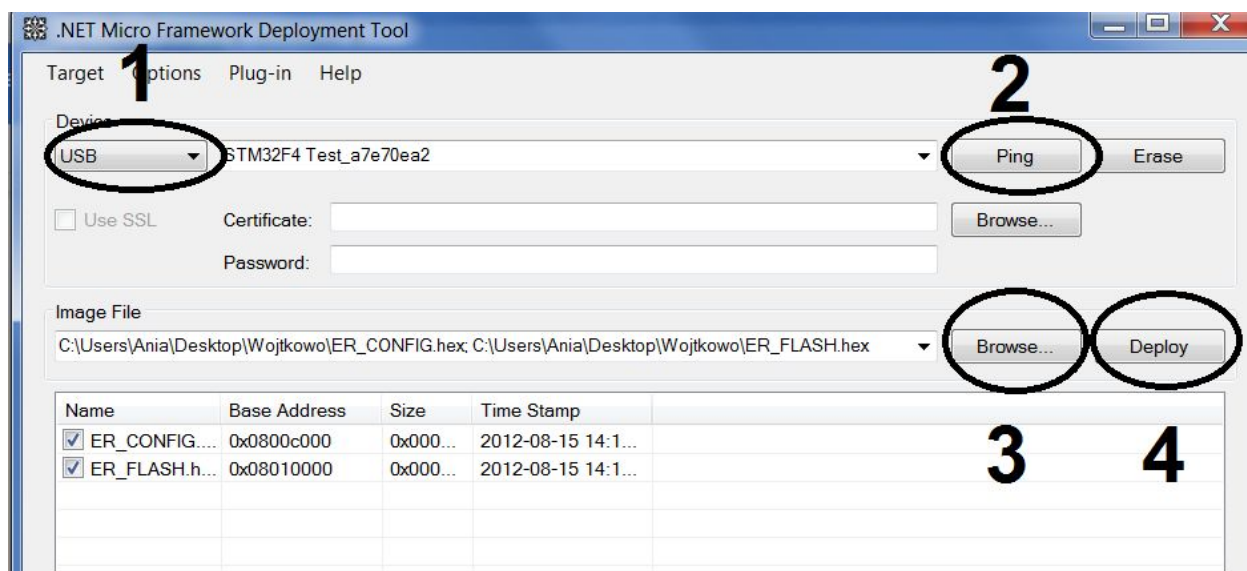 .NET Micro Framework Deployment Tool
1
2
Target Options Plug-in Help
Device
USB STM32F4 Test_a7e70ea2 Ping Erase
Use SSL Certificate: Browse...
Password:
Image File
C:\Users\Ania\Desktop\Wojtkowo\ER_CONFIG.hex; C:\Users\Ania\Desktop\Wojtkowo\ER_FLASH.hex Browse... Deploy
Name Base Address Size Time Stamp
ER_CONFIG.... 0x0800c000 0x000... 2012-08-15 14:1...
ER_FLASH.h... 0x08010000 0x000... 2012-08-15 14:1...
3 4